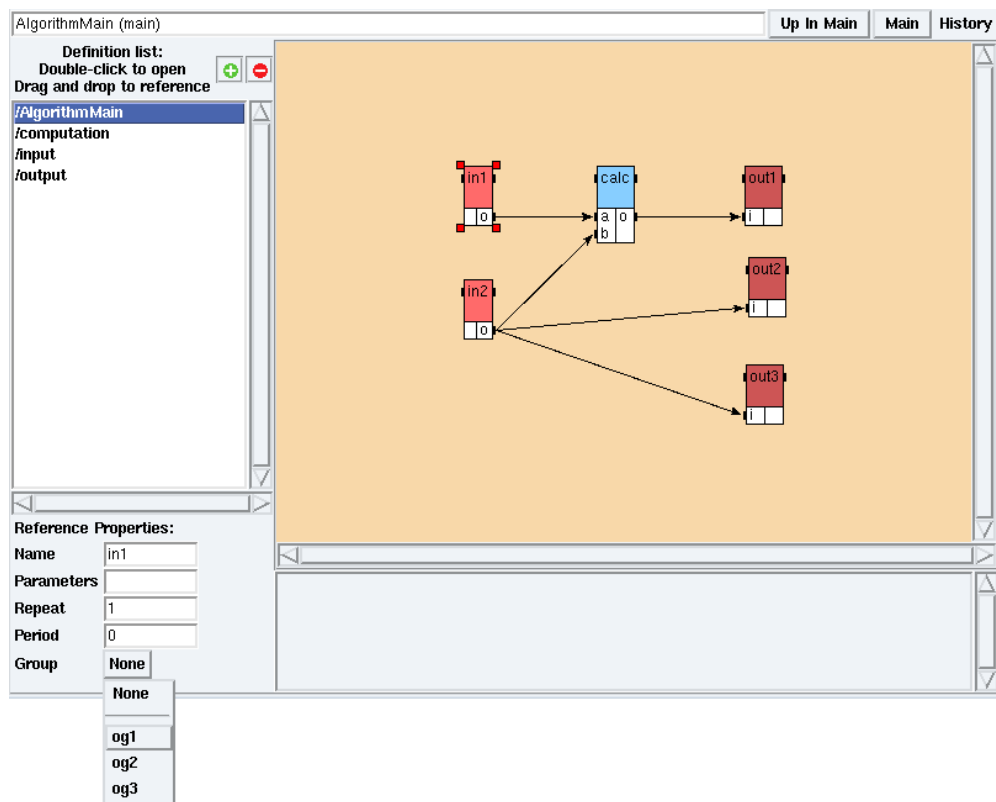 AlgorithmMain (main)
Up In Main
Main
History
Definition list:
Double-click to open
Drag and drop to reference
/AlgorithmMain
/computation
/input
/output
in1
o
calc
a o
b
out1
i
in2
o
out2
i
out3
i
Reference Properties:
Name in1
Parameters
Repeat 1
Period 0
Group None
None
og1
og2
og3